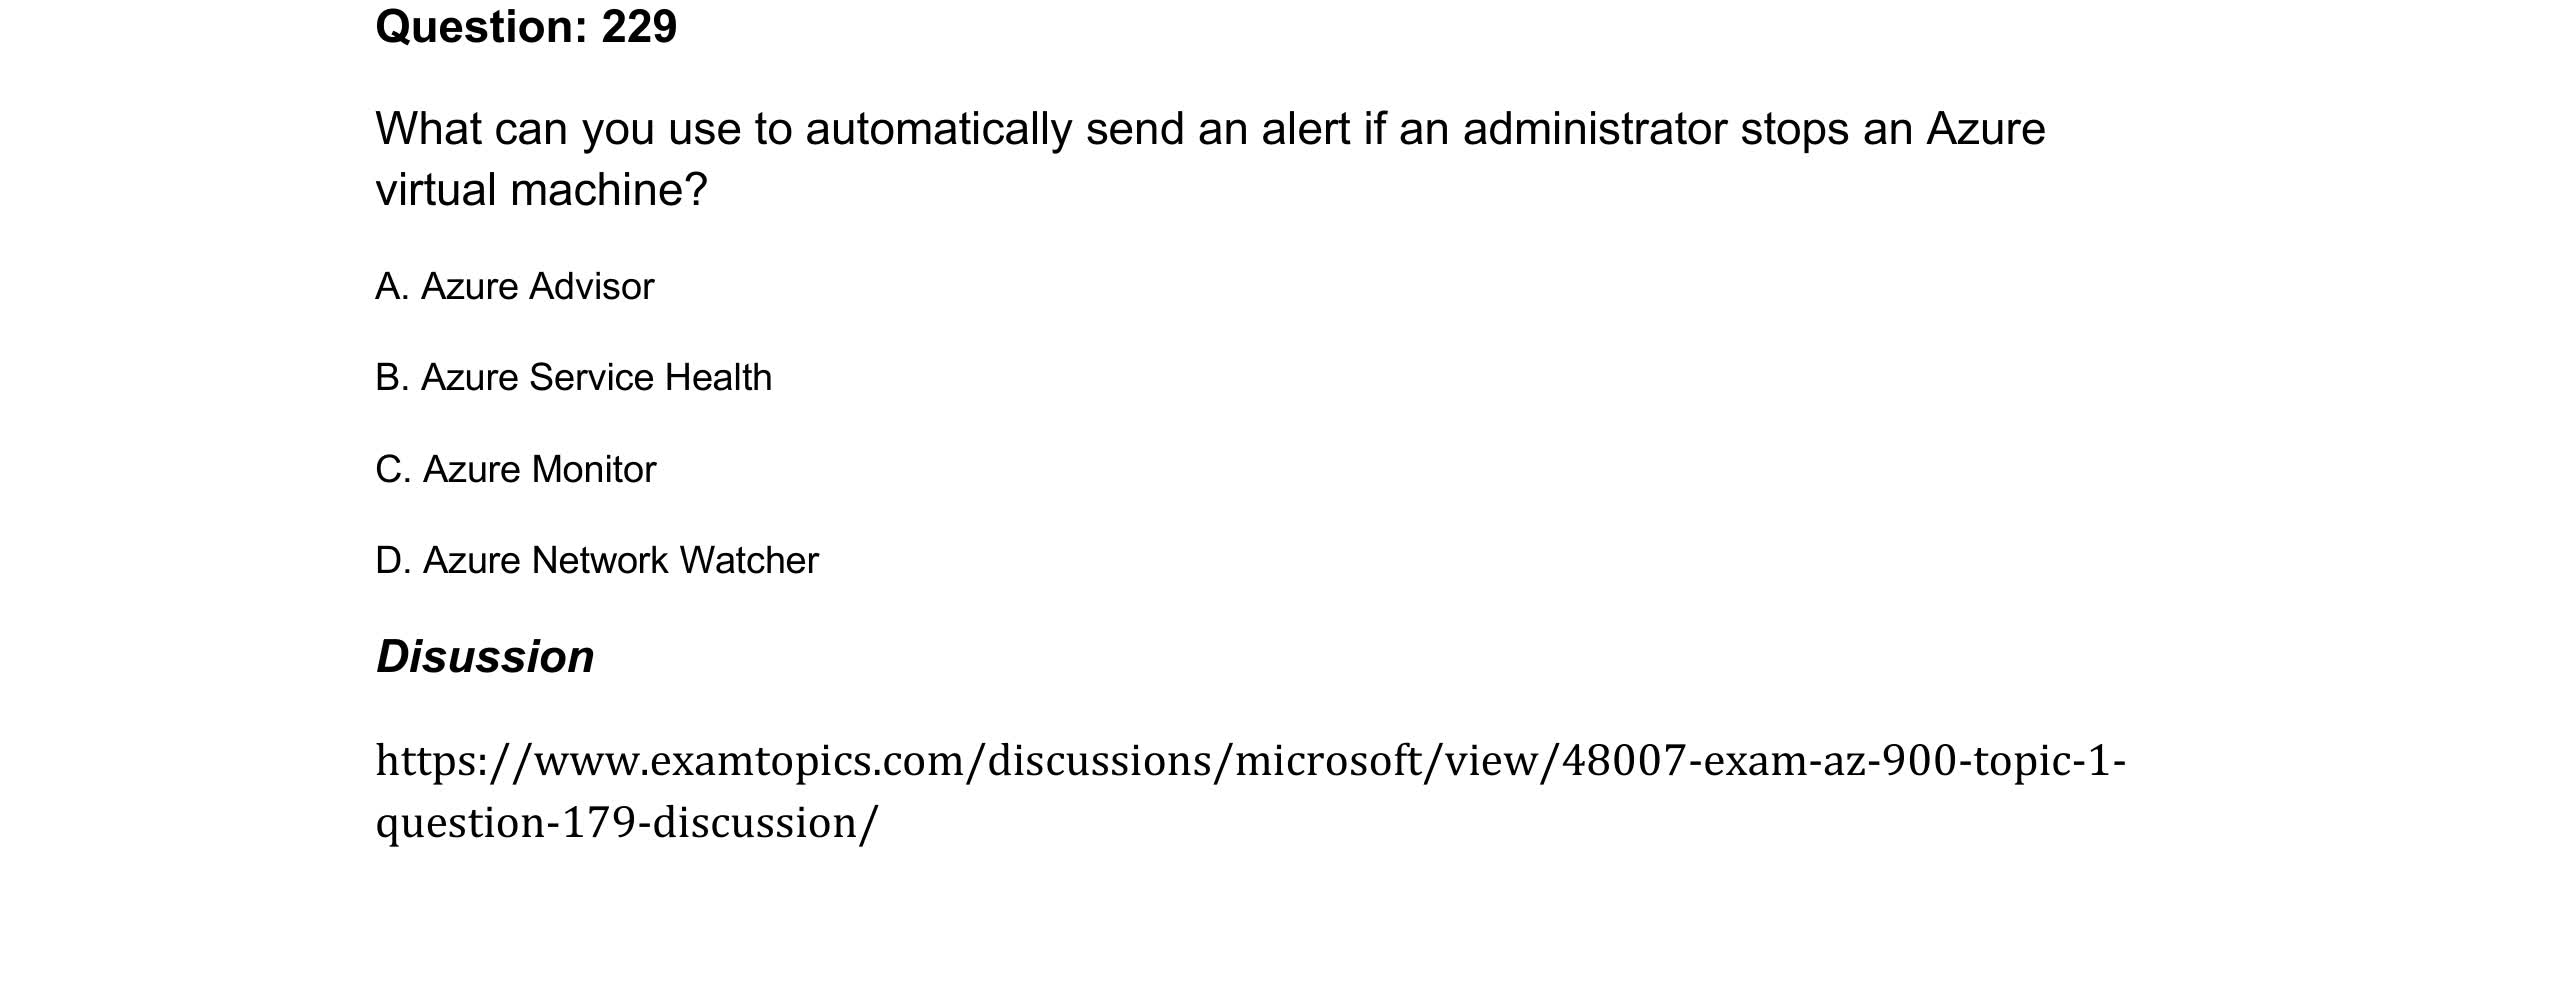 Question: 229
What can you use to automatically send an alert if an administrator stops an Azure
virtual machine?
A. Azure Advisor
B. Azure Service Health
C. Azure Monitor
D. Azure Network Watcher
Disussion
https://www.examtopics.com/discussions/microsoft/view/48007-exam-az-900-topic-1-
question-179-discussion/